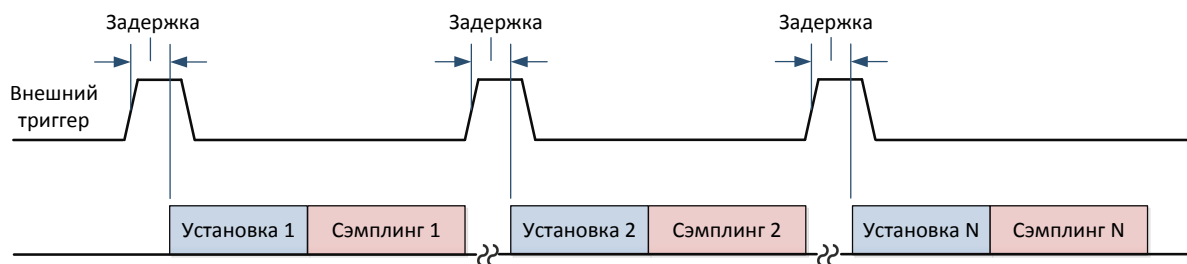 Задержка
Задержка
Задержка
Внешний
триггер
Установка 1
Сэмплинг 1
Установка 2
Сэмплинг 2
Установка N
Сэмплинг N